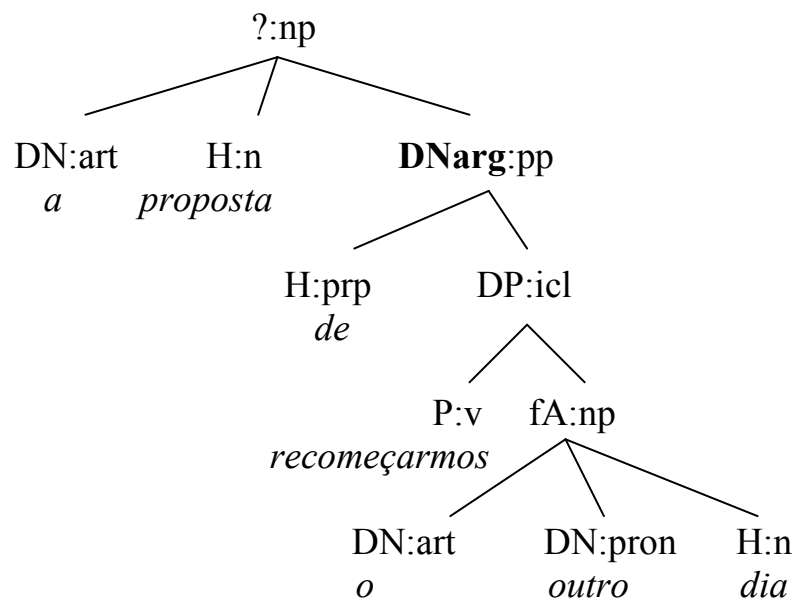 ?:np
DN:art H:n DNarg:pp
a proposta
H:prp DP:icl
de
P:v fA:np
recomeçarmos
DN:art DN:pron H:n
o outro dia